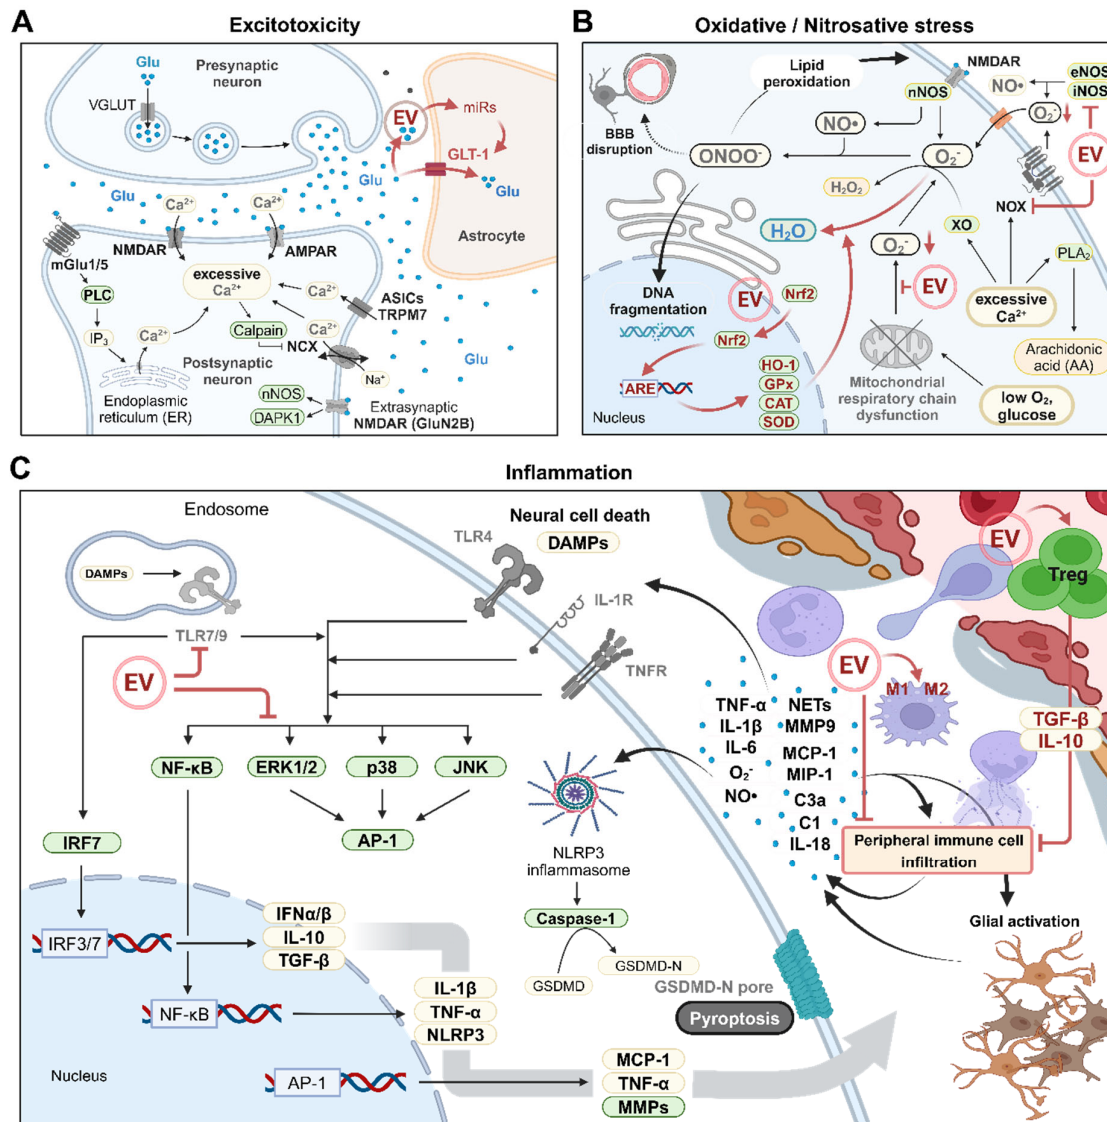 A
Excitotoxicity
Glu
Presynaptic
neuron
VGLUT
EV
miRs
GLT-1
Glu
Glu
Glu
Glu
Astrocyte
Ca²⁺
Ca²⁺
NMDAR
AMPAR
mGlu1/5
PLC
IP₃
excessive
Ca²⁺
Ca²⁺
ASICs
TRPM7
Calpain
Ca²⁺
NCX
Ca²⁺
Postsynaptic
neuron
Na⁺
Glu
nNOS
DAPK1
Endoplasmic
reticulum (ER)
Extrasynaptic
NMDAR (GluN2B)
B
Oxidative / Nitrosative stress
Lipid
peroxidation
NMDAR
nNOS
NO•
eNOS
iNOS
O₂⁻
BBB
disruption
NO•
ONOO⁻
O₂⁻
EV
H₂O₂
NOX
H₂O
XO
O₂⁻
PLA₂
EV
DNA
fragmentation
EV
Nrf2
Nrf2
excessive
Ca²⁺
ARE
HO-1
GPx
CAT
SOD
Mitochondrial
respiratory chain
dysfunction
Arachidonic
acid (AA)
low O₂,
glucose
Nucleus
C
Inflammation
Endosome
DAMPs
TLR7/9
EV
TLR4
Neural cell death
DAMPs
IL-1R
TNFR
EV
Treg
EV
M1
M2
TGF-β
IL-10
TNF-α
IL-1β
IL-6
O₂⁻
NO•
NETs
MMP9
MCP-1
MIP-1
C3a
C1
IL-18
NF-κB
ERK1/2
p38
JNK
AP-1
IRF7
NLRP3
inflammasome
Peripheral immune cell
infiltration
Caspase-1
GSDMD
GSDMD-N
Glial activation
IRF3/7
IFNα/β
IL-10
TGF-β
NF-κB
IL-1β
TNF-α
NLRP3
GSDMD-N pore
Pyroptosis
Nucleus
AP-1
MCP-1
TNF-α
MMPs